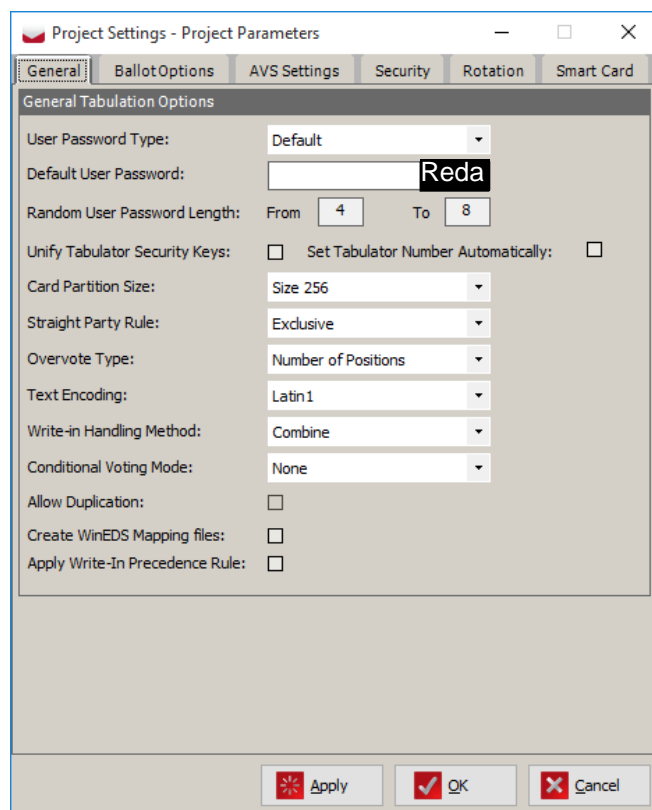 Project Settings - Project Parameters
General Ballot Options AVS Settings Security Rotation Smart Card
General Tabulation Options
User Password Type: Default
Default User Password: Reda
Random User Password Length: From 4 To 8
Unify Tabulator Security Keys: Set Tabulator Number Automatically:
Card Partition Size: Size 256
Straight Party Rule: Exclusive
Overvote Type: Number of Positions
Text Encoding: Latin1
Write-in Handling Method: Combine
Conditional Voting Mode: None
Allow Duplication:
Create WinEDS Mapping files:
Apply Write-In Precedence Rule:
Apply OK Cancel